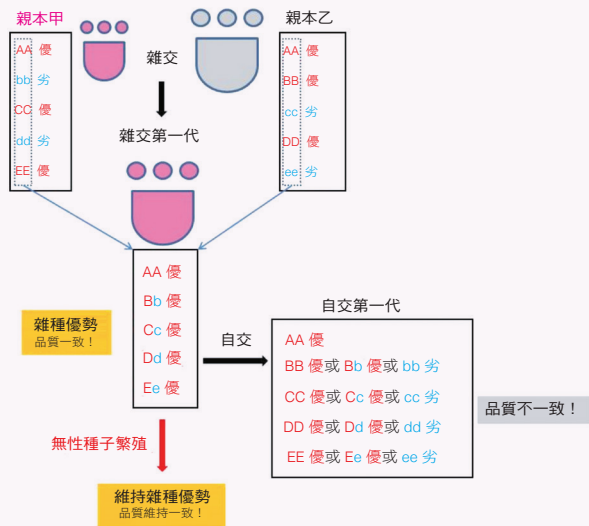 親本甲
AA 優
bb 劣
CC 優
dd 劣
EE 優
雜交
親本乙
AA 優
BB 優
cc 劣
DD 優
ee 劣
雜交第一代
AA 優
Bb 優
Cc 優
Dd 優
Ee 優
雜種優勢
品質一致！
自交
自交第一代
AA 優
BB 優或 Bb 優或 bb 劣
CC 優或 Cc 優或 cc 劣
DD 優或 Dd 優或 dd 劣
EE 優或 Ee 優或 ee 劣
品質不一致！
無性種子繁殖
維持雜種優勢
品質維持一致！